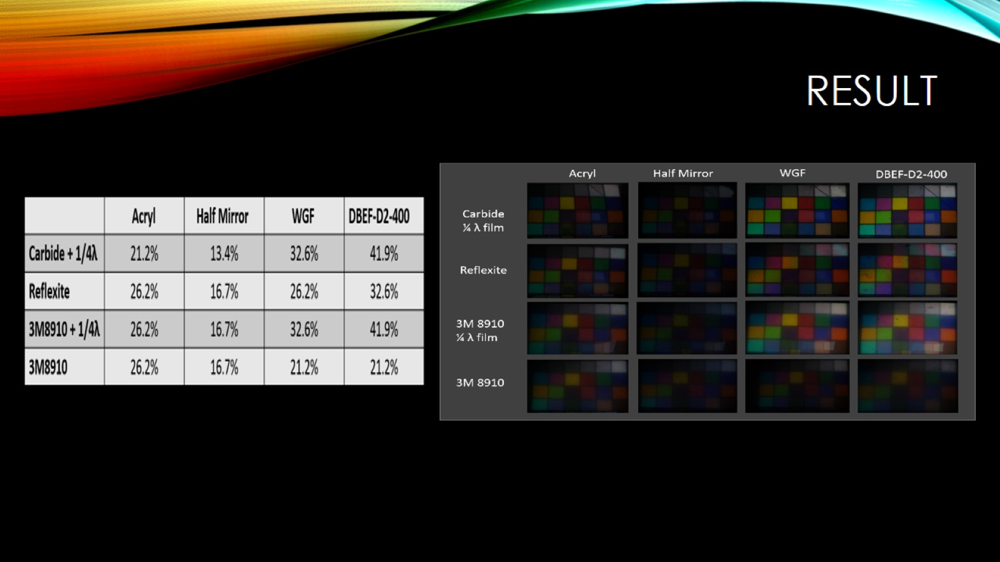 RESULT
Acryl Half Mirror WGF DBEF-D2-400
Carbide + 1/4λ 21.2% 13.4% 32.6% 41.9%
Reflexite 26.2% 16.7% 26.2% 32.6%
3M8910 + 1/4λ 26.2% 16.7% 32.6% 41.9%
3M8910 26.2% 16.7% 21.2% 21.2%
Acryl Half Mirror WGF DBEF-D2-400
Carbide
¼ λ film
Reflexite
3M 8910
¼ λ film
3M 8910